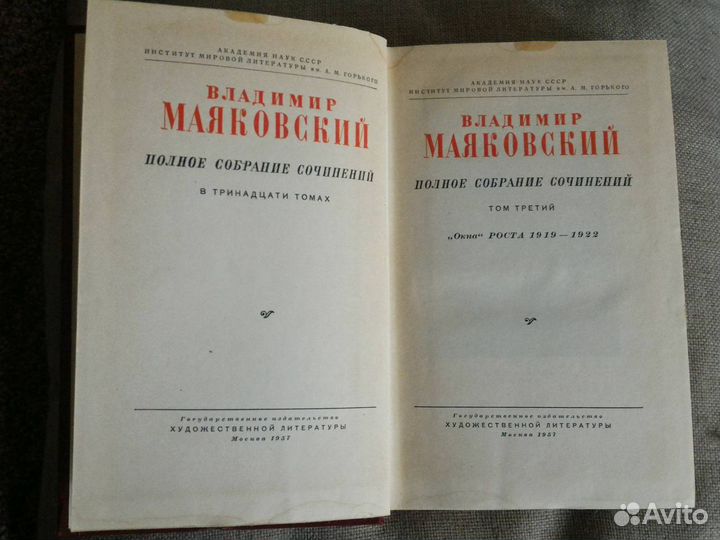 АКАДЕМИЯ НАУК СССР
ИНСТИТУТ МИРОВОЙ ЛИТЕРАТУРЫ им. А. М. ГОРЬКОГО
ВЛАДИМИР
МАЯКОВСКИЙ
ПОЛНОЕ СОБРАНИЕ СОЧИНЕНИЙ
В ТРИНАДЦАТИ ТОМАХ
Государственное издательство
ХУДОЖЕСТВЕННОЙ ЛИТЕРАТУРЫ
Москва 1957
АКАДЕМИЯ НАУК СССР
ИНСТИТУТ МИРОВОЙ ЛИТЕРАТУРЫ им. А. М. ГОРЬКОГО
ВЛАДИМИР
МАЯКОВСКИЙ
ПОЛНОЕ СОБРАНИЕ СОЧИНЕНИЙ
ТОМ ТРЕТИЙ
„Окна“ РОСТА 1919—1922
Государственное издательство
ХУДОЖЕСТВЕННОЙ ЛИТЕРАТУРЫ
Москва 1957
Avito